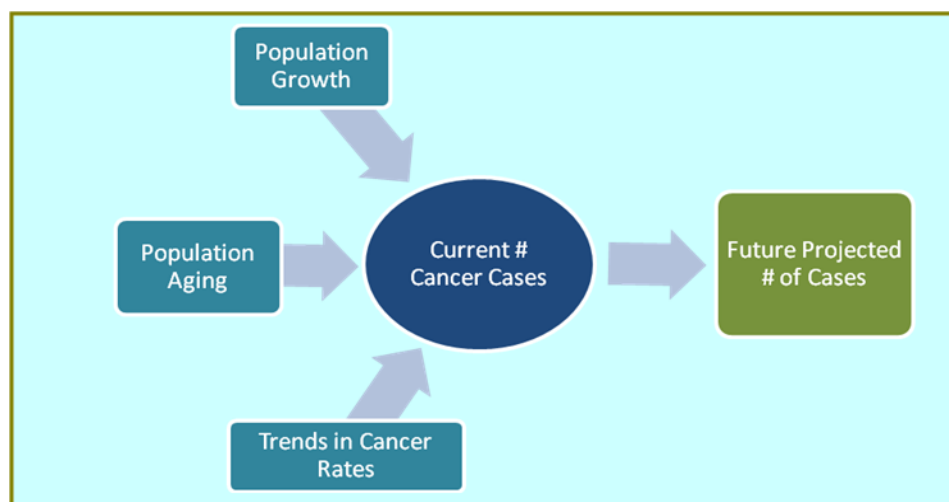 Population
Growth
Population
Aging
Current #
Cancer Cases
Future Projected
# of Cases
Trends in Cancer
Rates